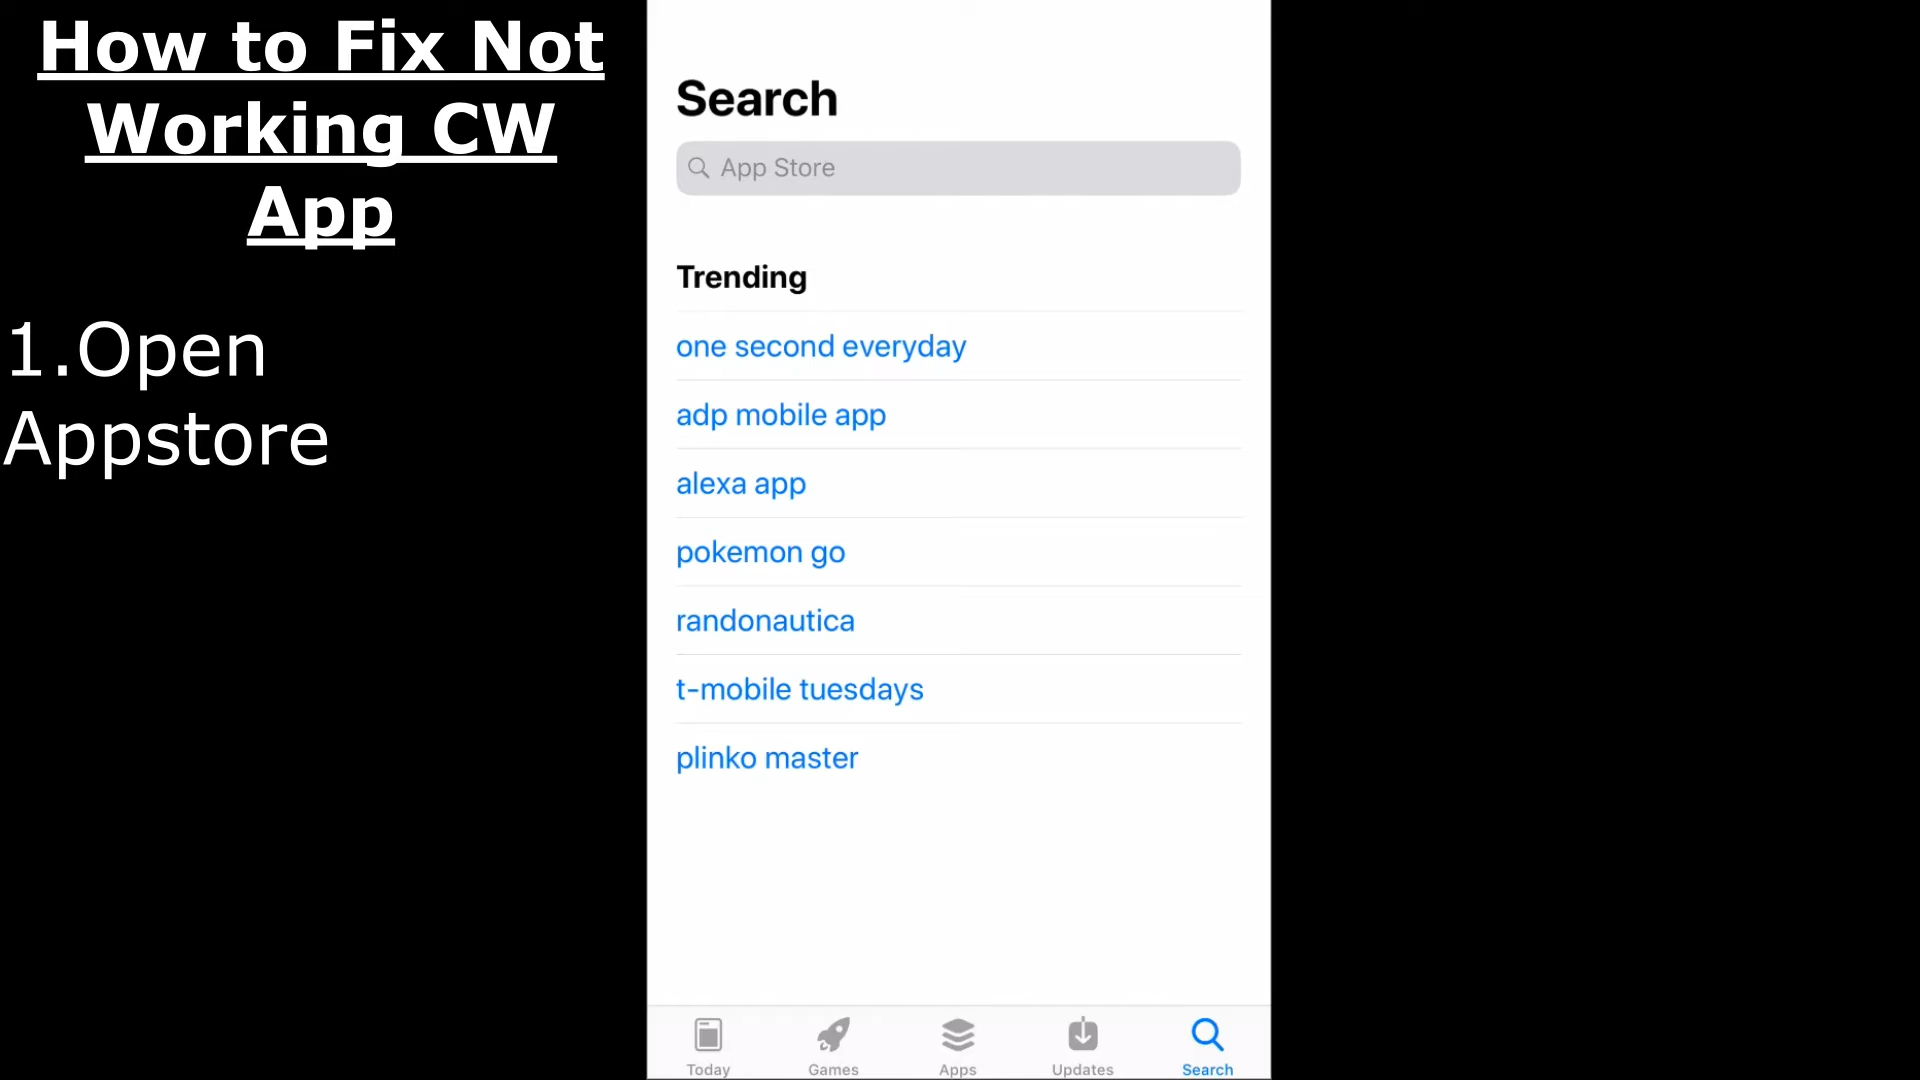 How to Fix Not
Working CW
App
1.Open
Appstore
Search
App Store
Trending
one second everyday
adp mobile app
alexa app
pokemon go
randonautica
t-mobile tuesdays
plinko master
Today
Games
Apps
Updates
Search